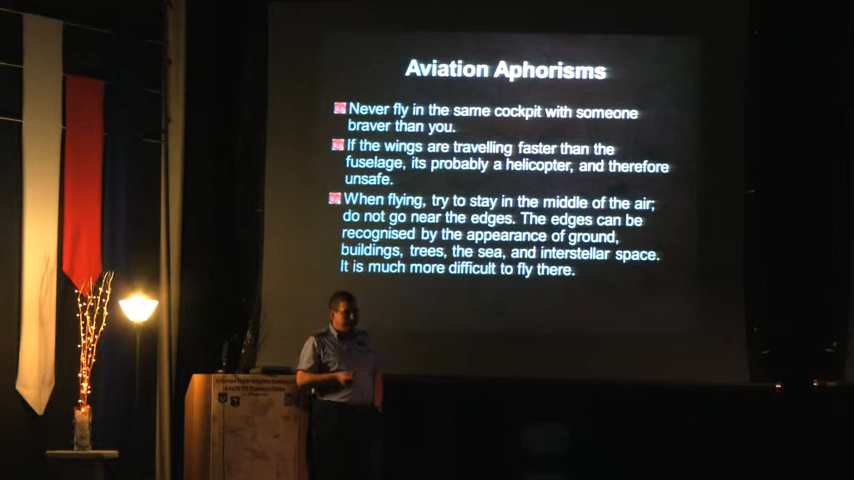 Aviation Aphorisms
Never fly in the same cockpit with someone
braver than you.
If the wings are travelling faster than the
fuselage, its probably a helicopter, and therefore
unsafe.
When flying, try to stay in the middle of the air;
do not go near the edges. The edges can be
recognised by the appearance of ground,
buildings, trees, the sea, and interstellar space.
It is much more difficult to fly there.